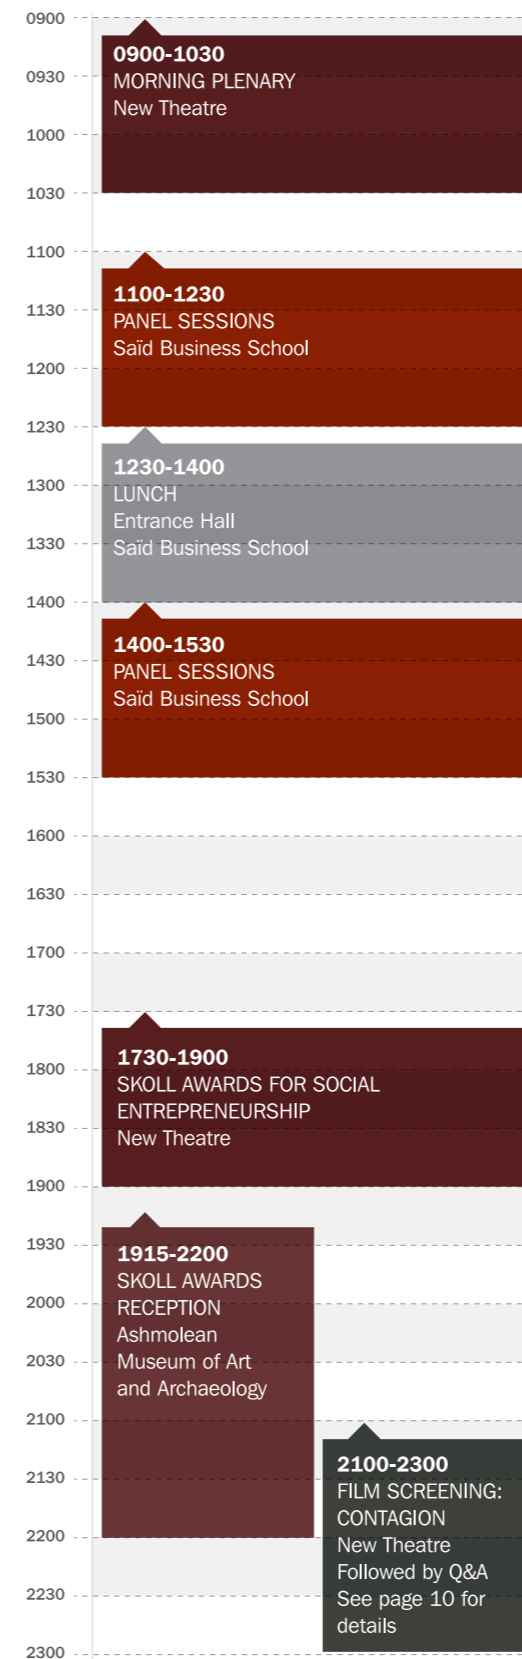 0900
0900-1030
0930
MORNING PLENARY
New Theatre
1000
1030
1100
1100-1230
1130
PANEL SESSIONS
Saïd Business School
1200
1230
1230-1400
1300
LUNCH
Entrance Hall
1330
Saïd Business School
1400
1400-1530
1430
PANEL SESSIONS
Saïd Business School
1500
1530
1600
1630
1700
1730
1730-1900
1800
SKOLL AWARDS FOR SOCIAL
ENTREPRENEURSHIP
1830
New Theatre
1900
1930
1915-2200
SKOLL AWARDS
2000
RECEPTION
Ashmolean
2030
Museum of Art
and Archaeology
2100
2100-2300
2130
FILM SCREENING:
CONTAGION
2200
New Theatre
Followed by Q&A
2230
See page 10 for
details
2300